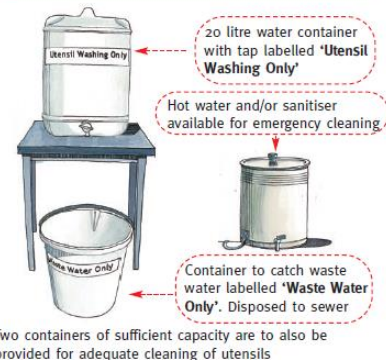 Utensil Washing Only
20 litre water container
with tap labelled ‘Utensil
Washing Only’
Hot water and/or sanitiser
available for emergency cleaning
Waste Water Only
Container to catch waste
water labelled ‘Waste Water
Only’. Disposed to sewer
Two containers of sufficient capacity are to also be
provided for adequate cleaning of utensils